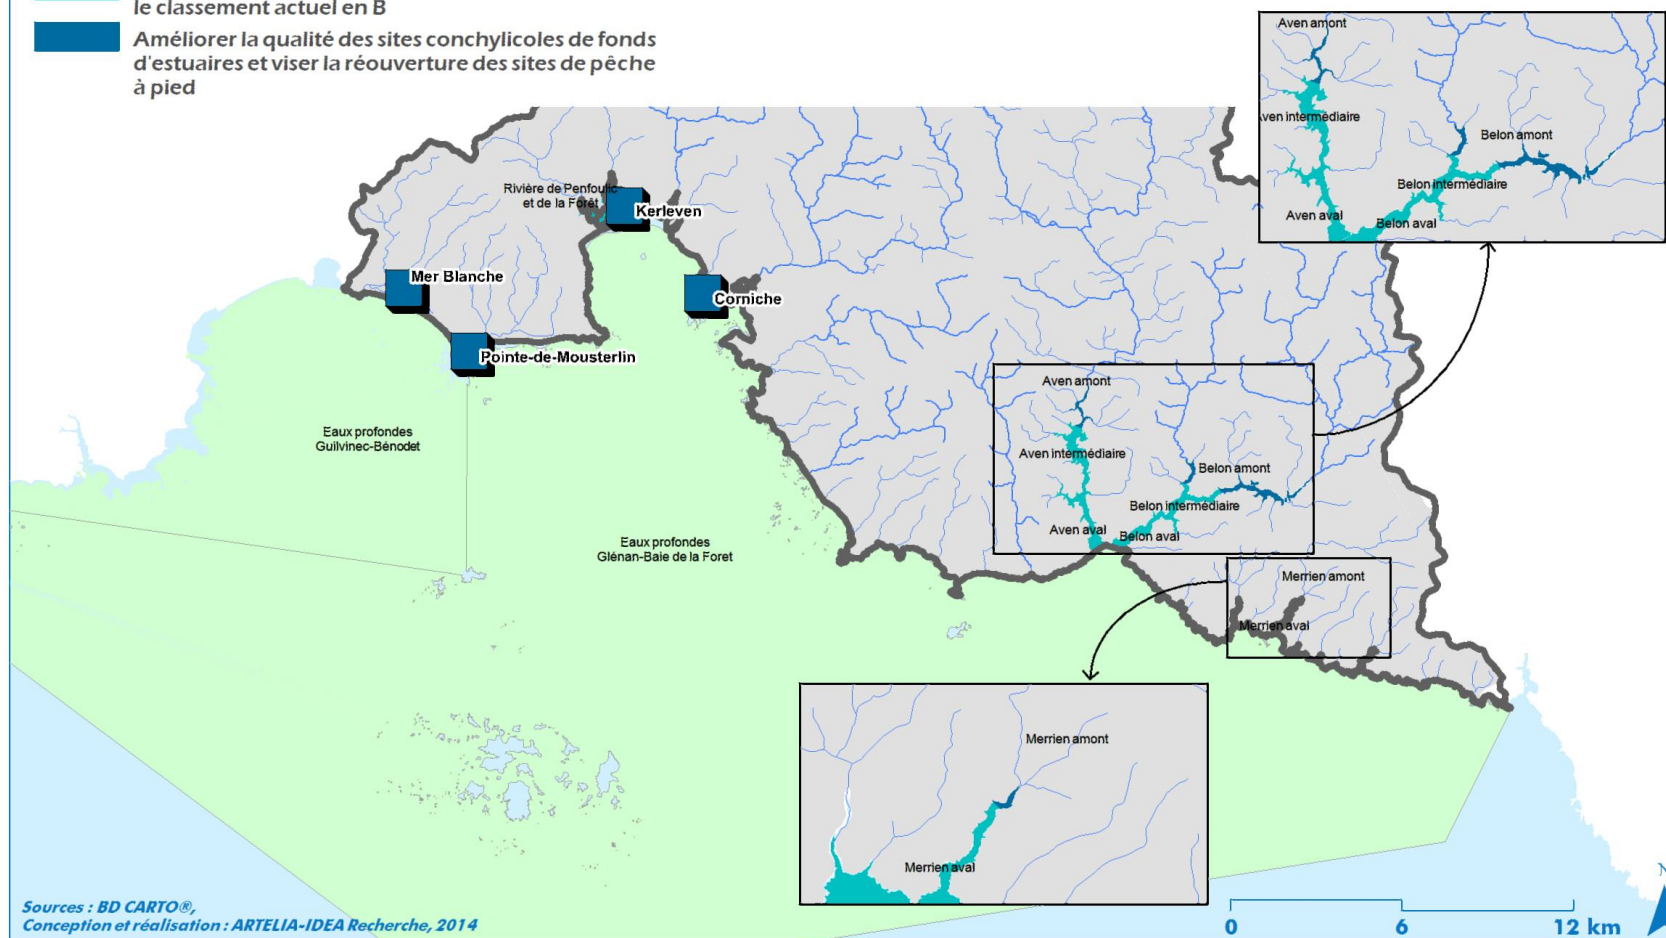 le classement actuel en B
Améliorer la qualité des sites conchylicoles de fonds
d'estuaires et viser la réouverture des sites de pêche
à pied
Aven amont
Aven intermédiaire
Belon amont
Belon intermédiaire
Aven aval
Belon aval
Rivière de Penfoulic
et de la Forêt
Kerleven
Mer Blanche
Corniche
Pointe-de-Mousterlin
Eaux profondes
Guilvinec-Bénodet
Eaux profondes
Glénan-Baie de la Foret
Aven amont
Aven intermédiaire
Belon amont
Belon intermédiaire
Aven aval
Belon aval
Merrien amont
Merrien aval
Merrien amont
Merrien aval
Sources : BD CARTO®,
Conception et réalisation : ARTELIA-IDEA Recherche, 2014
0 6 12 km
N